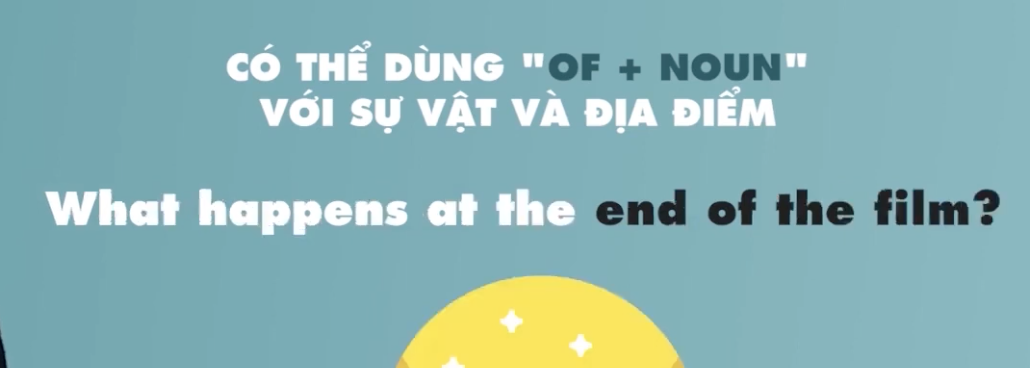 CÓ THỂ DÙNG "OF + NOUN"
VỚI SỰ VẬT VÀ ĐỊA ĐIỂM
What happens at the end of the film?